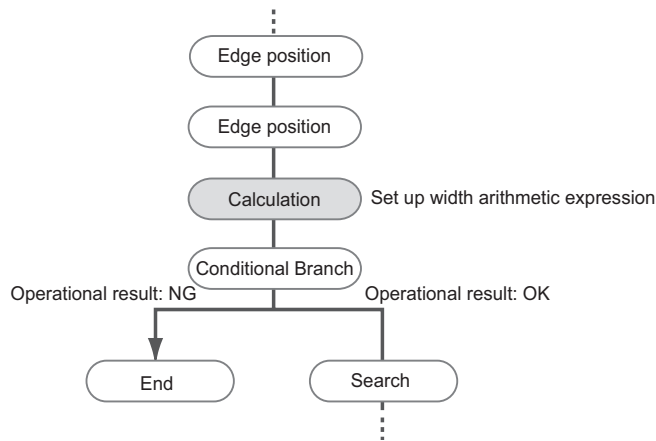 Edge position
Edge position
Calculation
Set up width arithmetic expression
Conditional Branch
Operational result: NG
Operational result: OK
End
Search